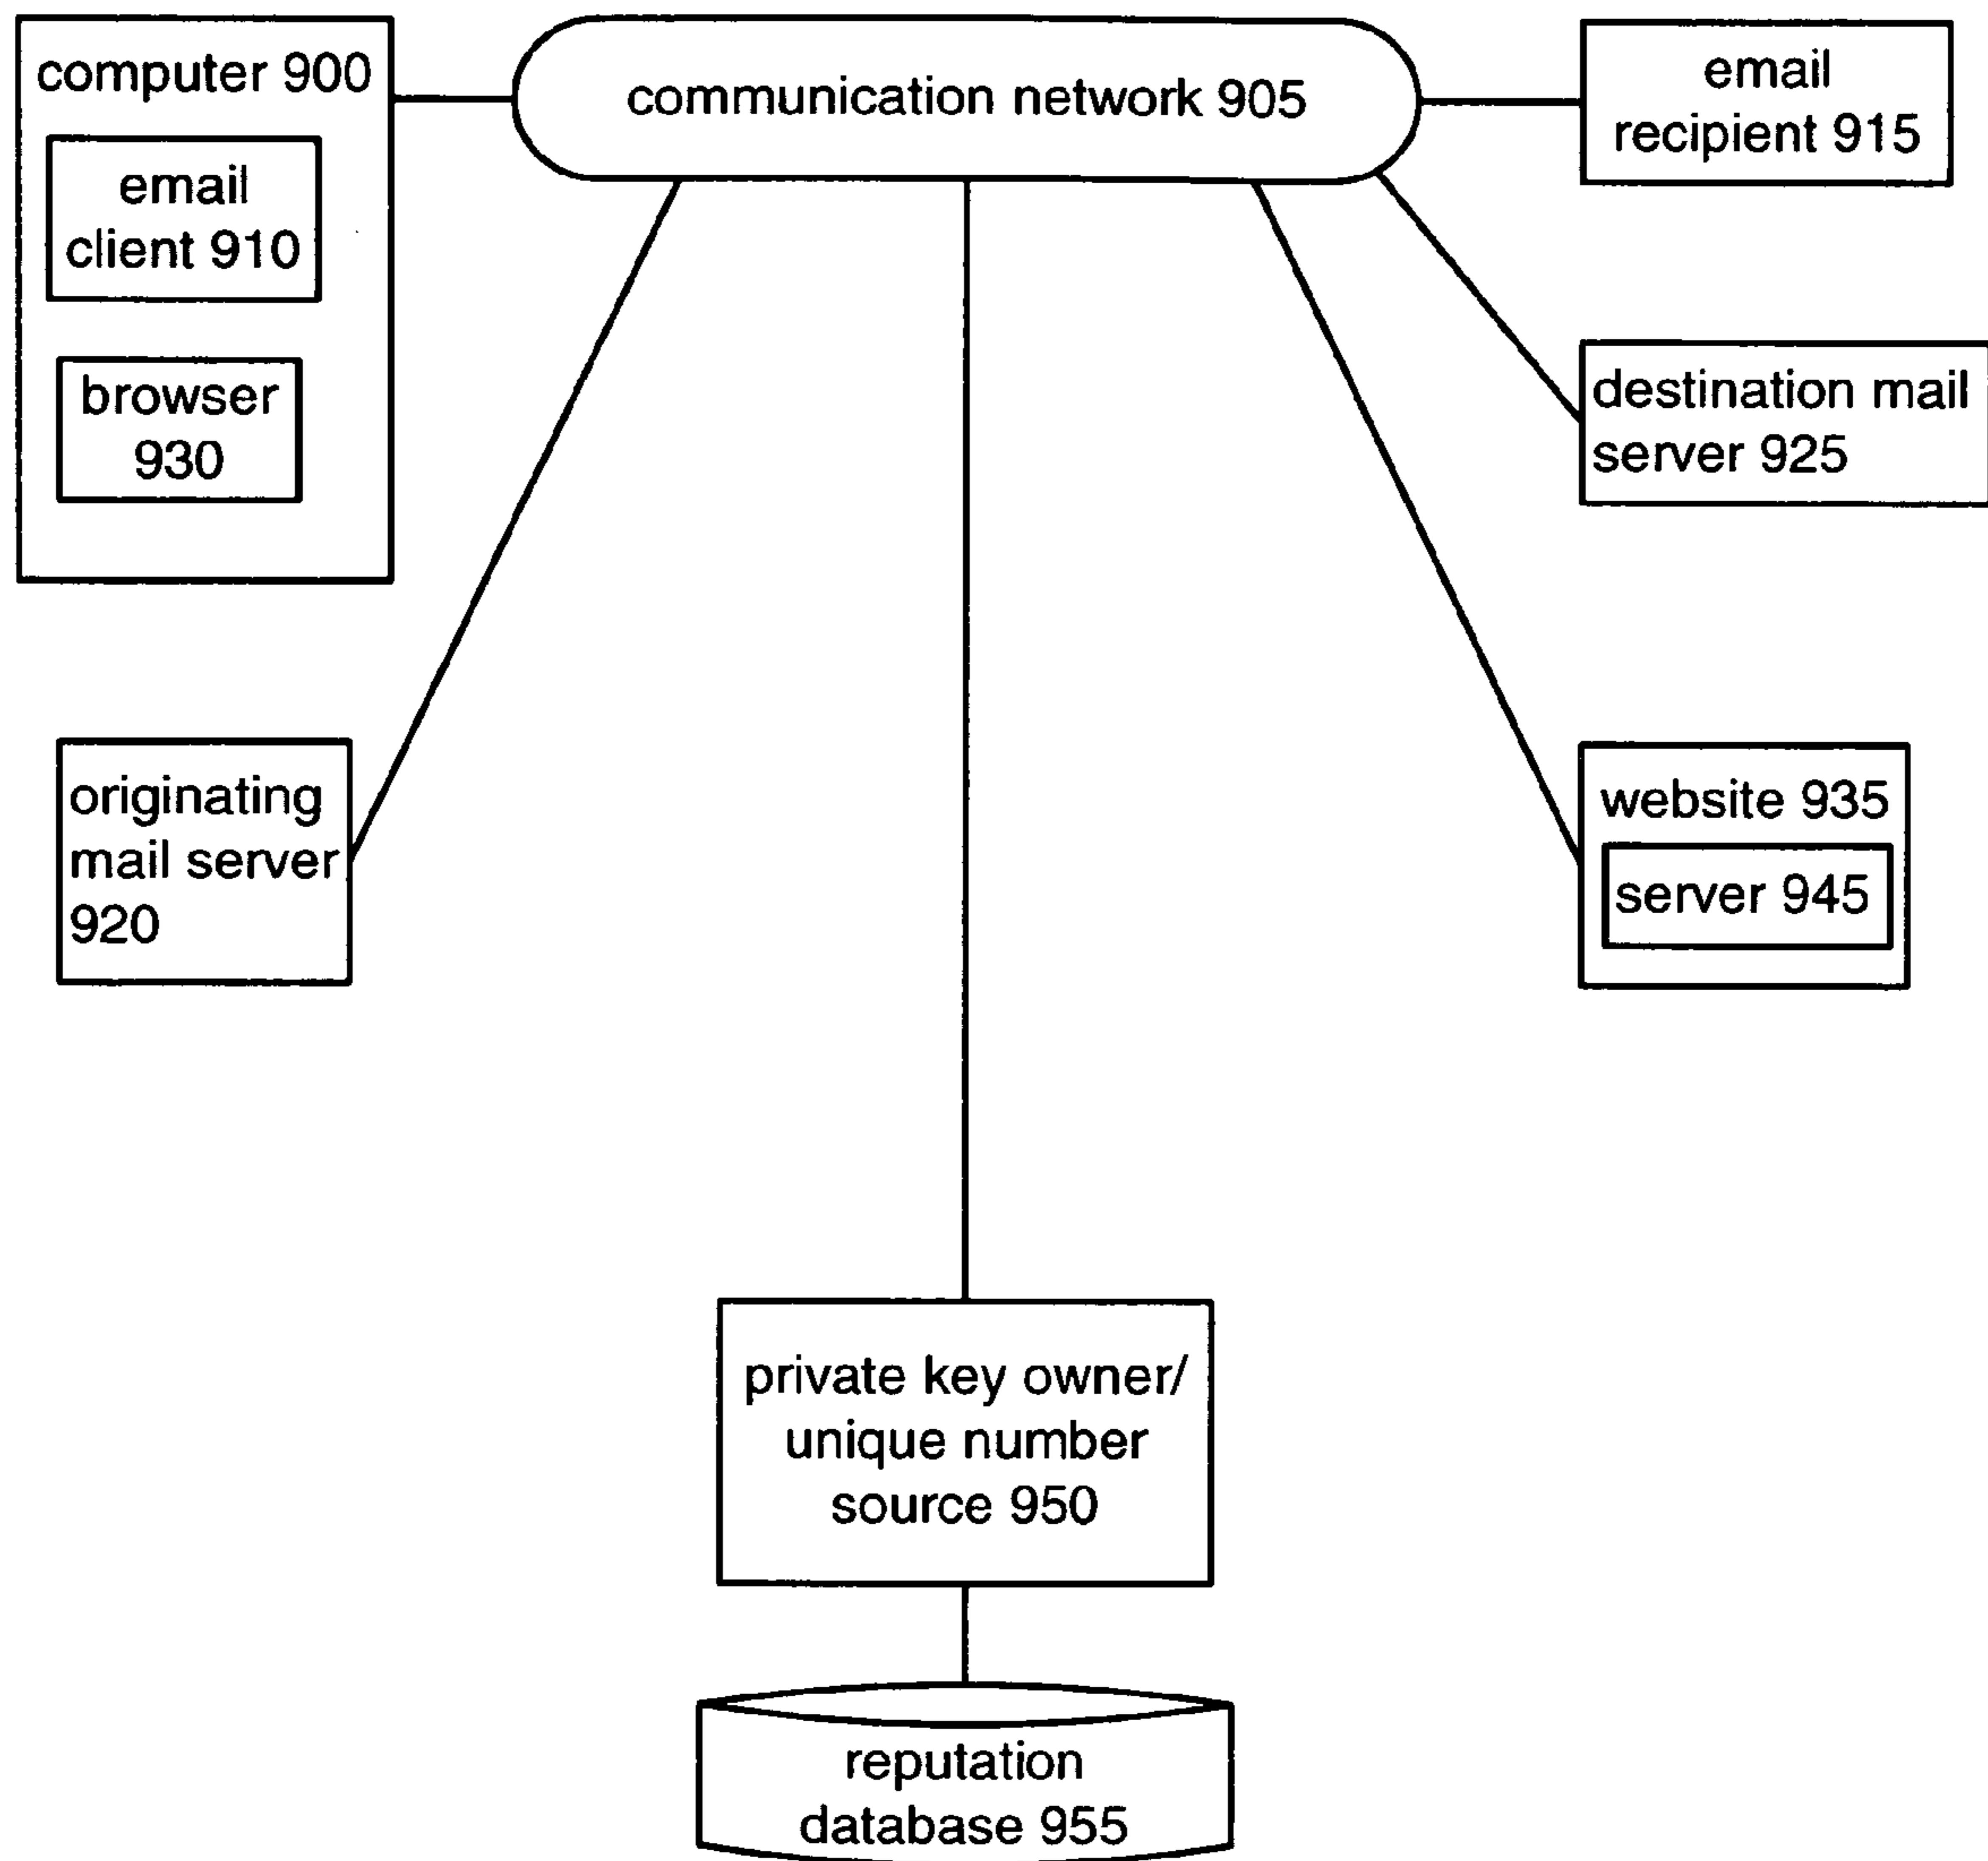 computer 900
email
client 910
browser
930
communication network 905
email
recipient 915
destination mail
server 925
originating
mail server
920
website 935
server 945
private key owner/
unique number
source 950
reputation
database 955